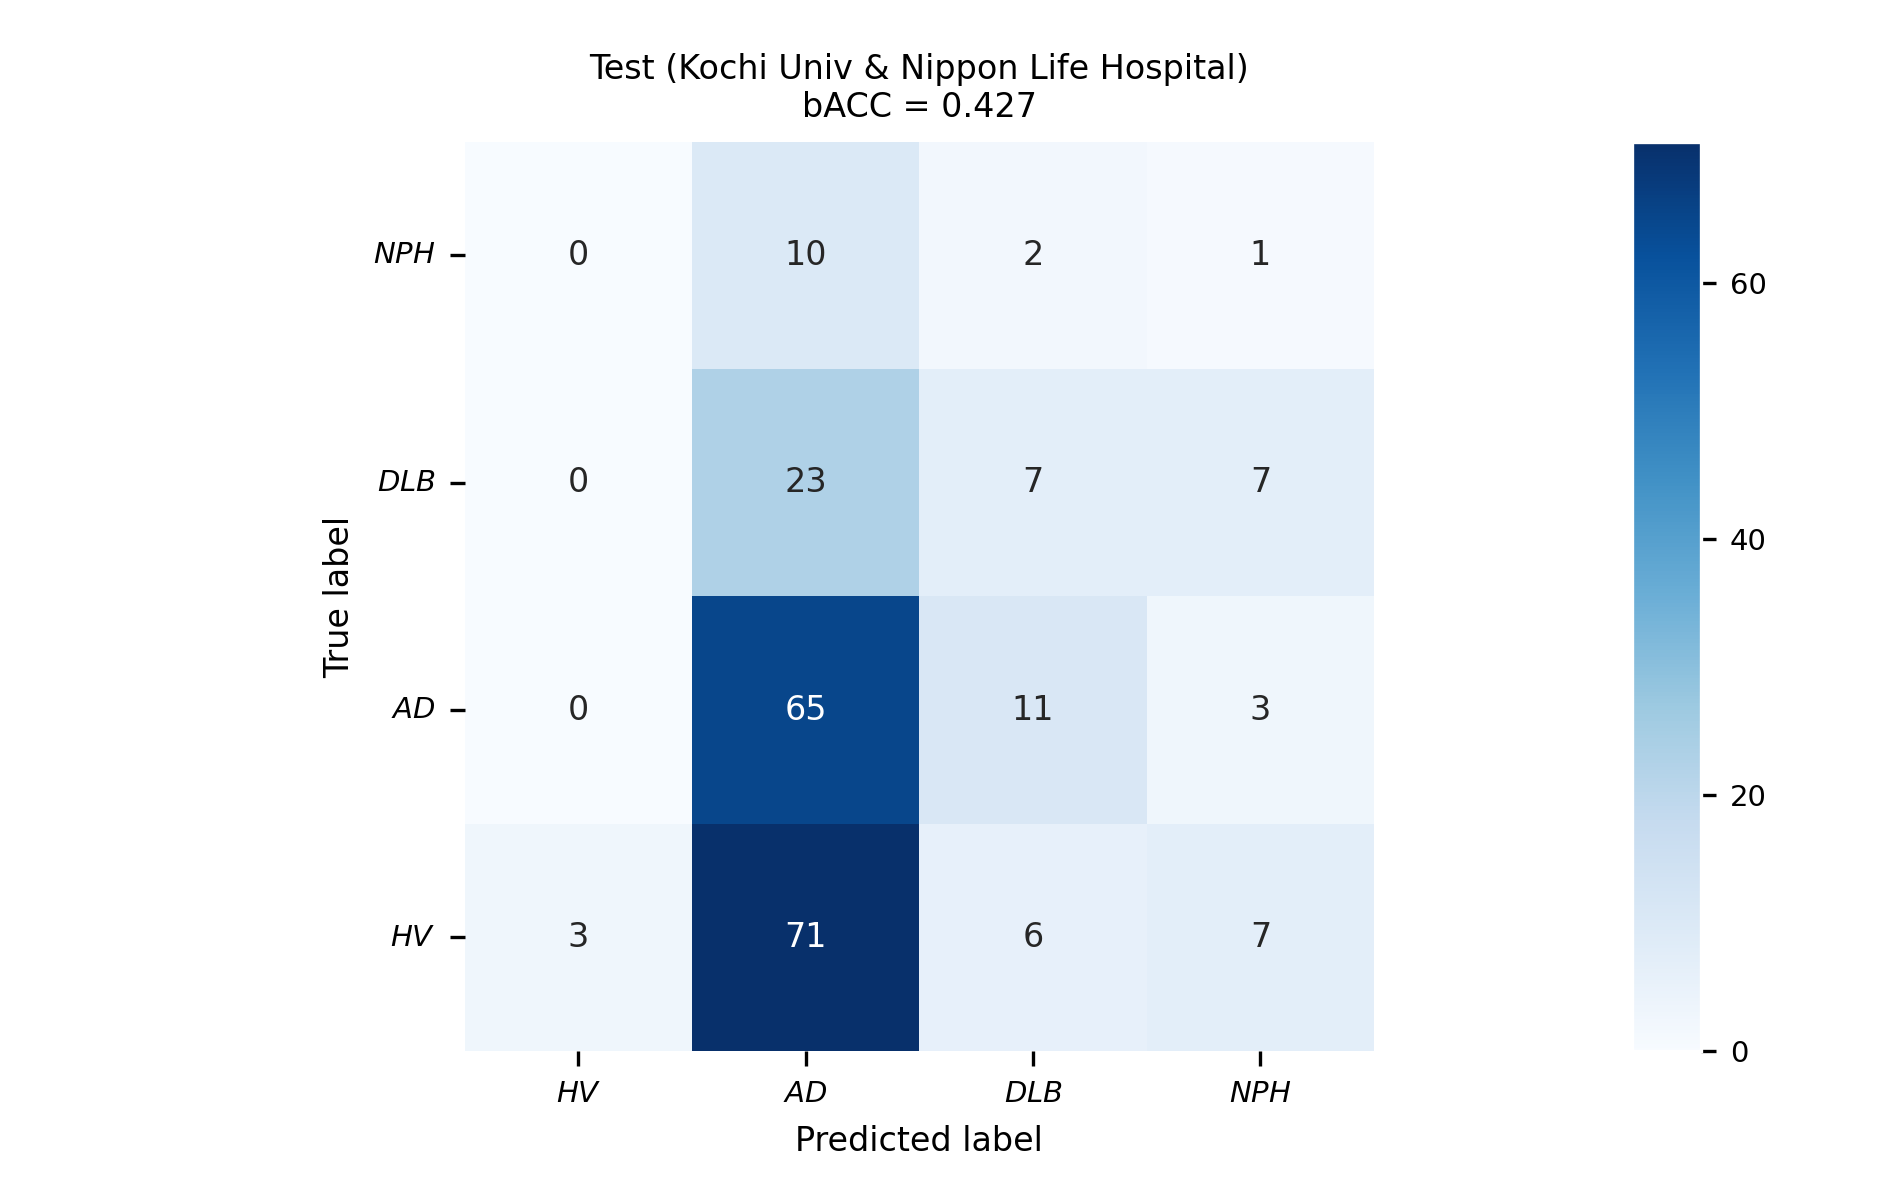 Test (Kochi Univ & Nippon Life Hospital)
bACC = 0.427
True label
NPH 0 10 2 1
DLB 0 23 7 7
AD 0 65 11 3
HV 3 71 6 7
HV AD DLB NPH
Predicted label
60
40
20
0